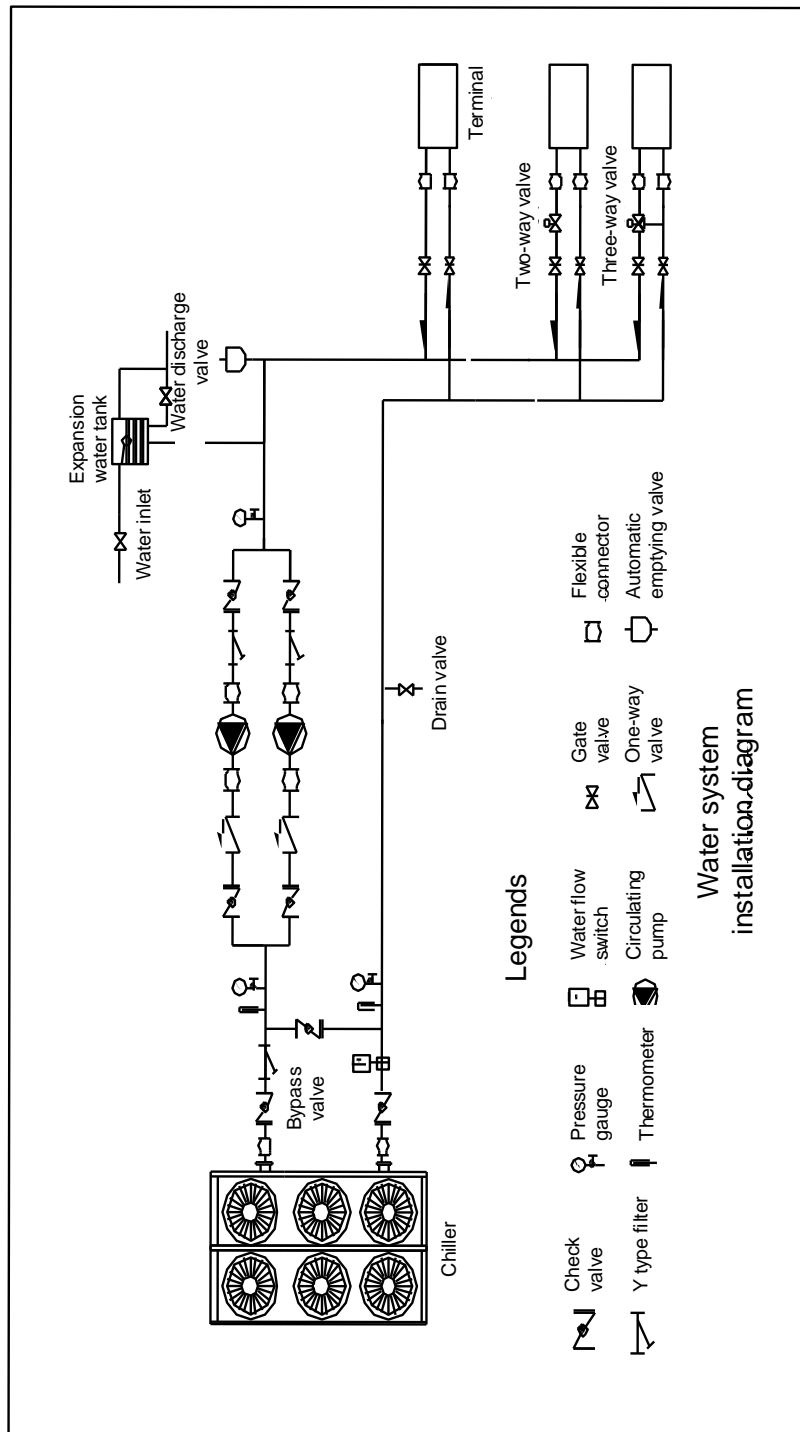 Expansion
water tank
Water inlet
Water discharge
valve
Terminal
Two-way valve
Three-way valve
Drain valve
Bypass
valve
Chiller
Legends
Check
valve
Pressure
gauge
Water flow
switch
Gate
valve
Flexible
connector
Y type filter
Thermometer
Circulating
pump
One-way
valve
Automatic
emptying valve
Water system
installation diagram